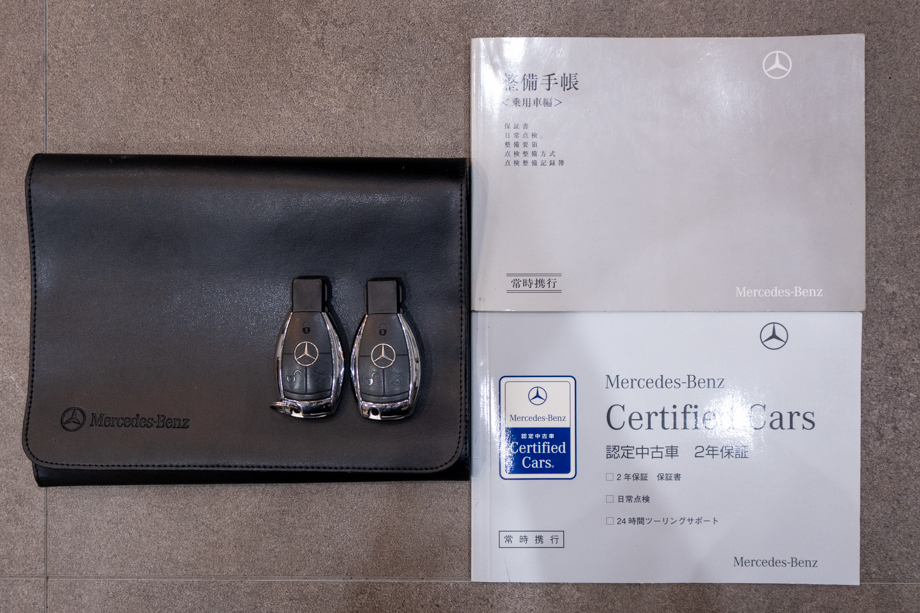 Mercedes-Benz
整備手帳
<乗用車編>
保証書
日常点検
整備要領
点検整備方式
点検整備記録簿
常時携行
Mercedes-Benz
Mercedes-Benz
認定中古車
Certified
Cars®
Mercedes-Benz
Certified Cars
認定中古車 2年保証
□ 2年保証 保証書
□ 日常点検
□ 24時間ツーリングサポート
常時携行
Mercedes-Benz